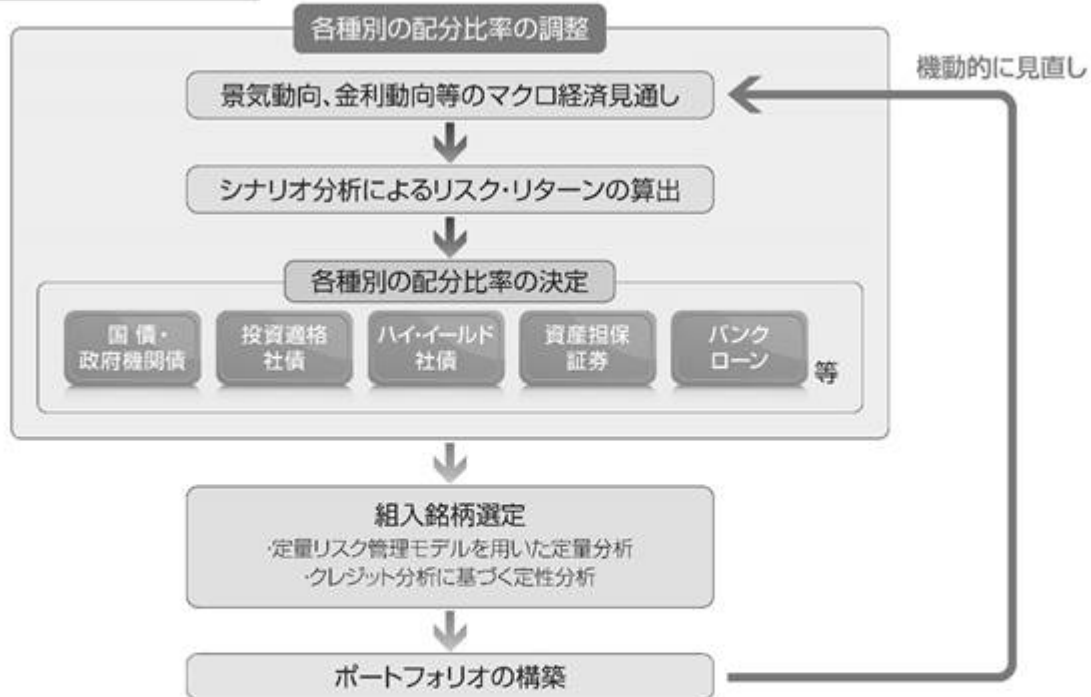 各種別の配分比率の調整
機動的に見直し
景気動向、金利動向等のマクロ経済見通し
シナリオ分析によるリスク・リターンの算出
各種別の配分比率の決定
国債・
政府機関債
投資適格
社債
ハイ・イールド
社債
資産担保
証券
バンク
ローン
等
組入銘柄選定
・定量リスク管理モデルを用いた定量分析
・クレジット分析に基づく定性分析
ポートフォリオの構築